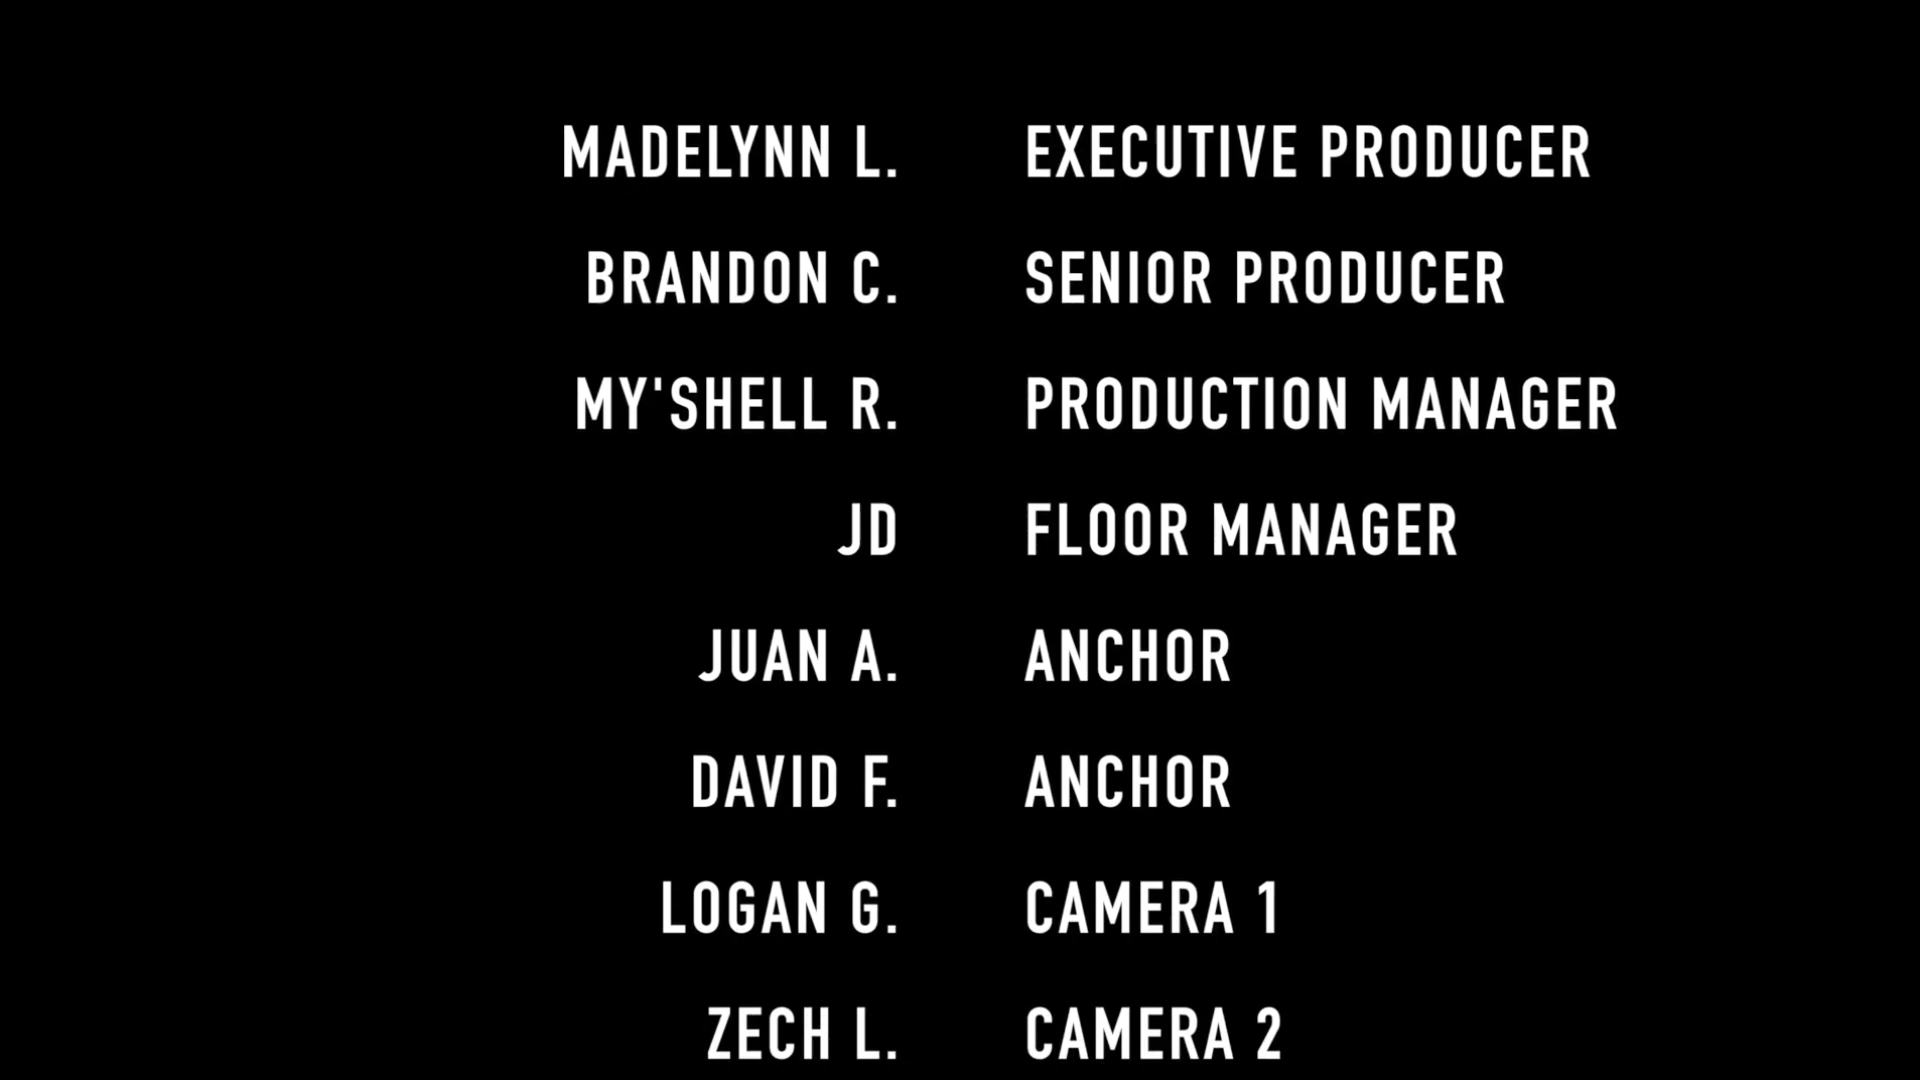 MADELYNN L. EXECUTIVE PRODUCER
BRANDON C. SENIOR PRODUCER
MY'SHELL R. PRODUCTION MANAGER
JD FLOOR MANAGER
JUAN A. ANCHOR
DAVID F. ANCHOR
LOGAN G. CAMERA 1
ZECH L. CAMERA 2